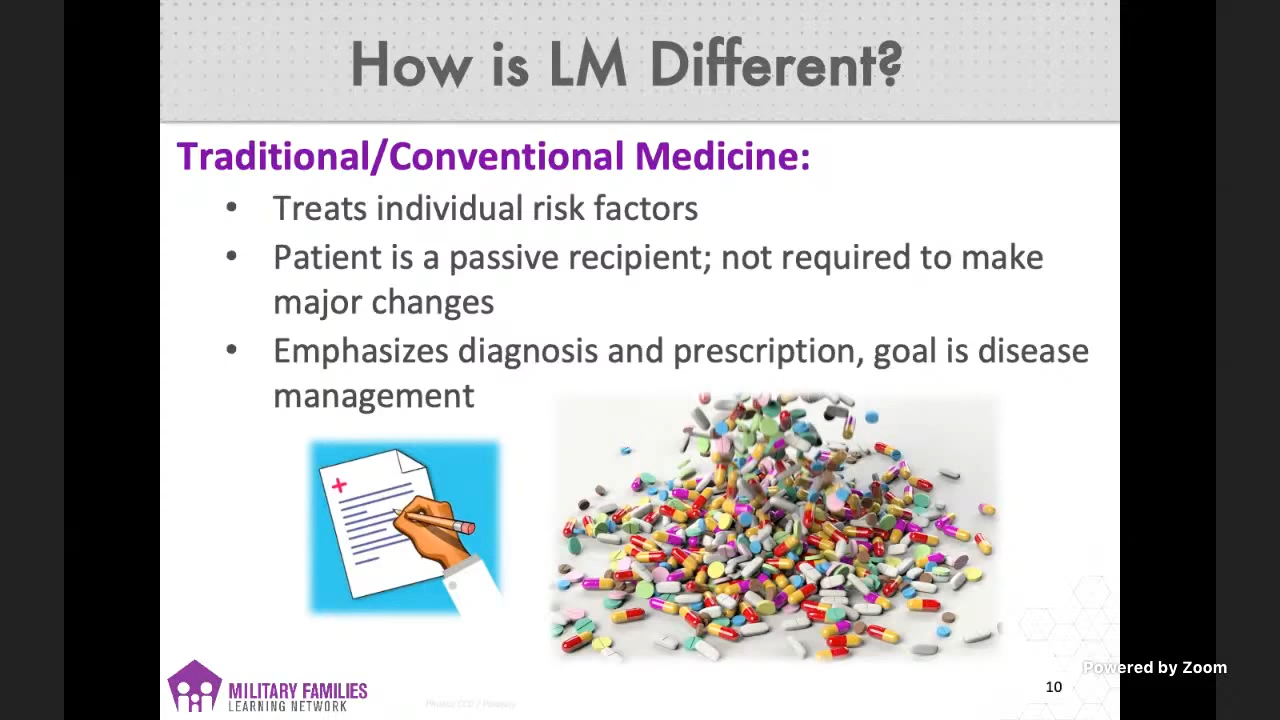 How is LM Different?
Traditional/Conventional Medicine:
• Treats individual risk factors
• Patient is a passive recipient; not required to make
major changes
• Emphasizes diagnosis and prescription, goal is disease
management
MILITARY FAMILIES
LEARNING NETWORK
10
Powered by Zoom